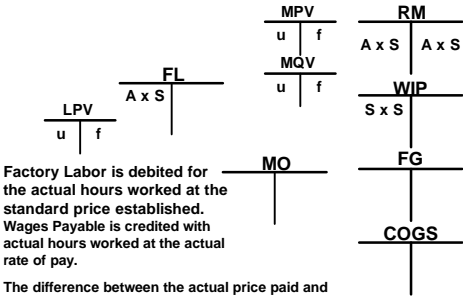 MPV
u f
RM
A x S A x S
MQV
u f
FL
A x S
WIP
S x S
LPV
u f
Factory Labor is debited for
the actual hours worked at the
standard price established.
Wages Payable is credited with
actual hours worked at the actual
rate of pay.
MO
FG
COGS
The difference between the actual price paid and